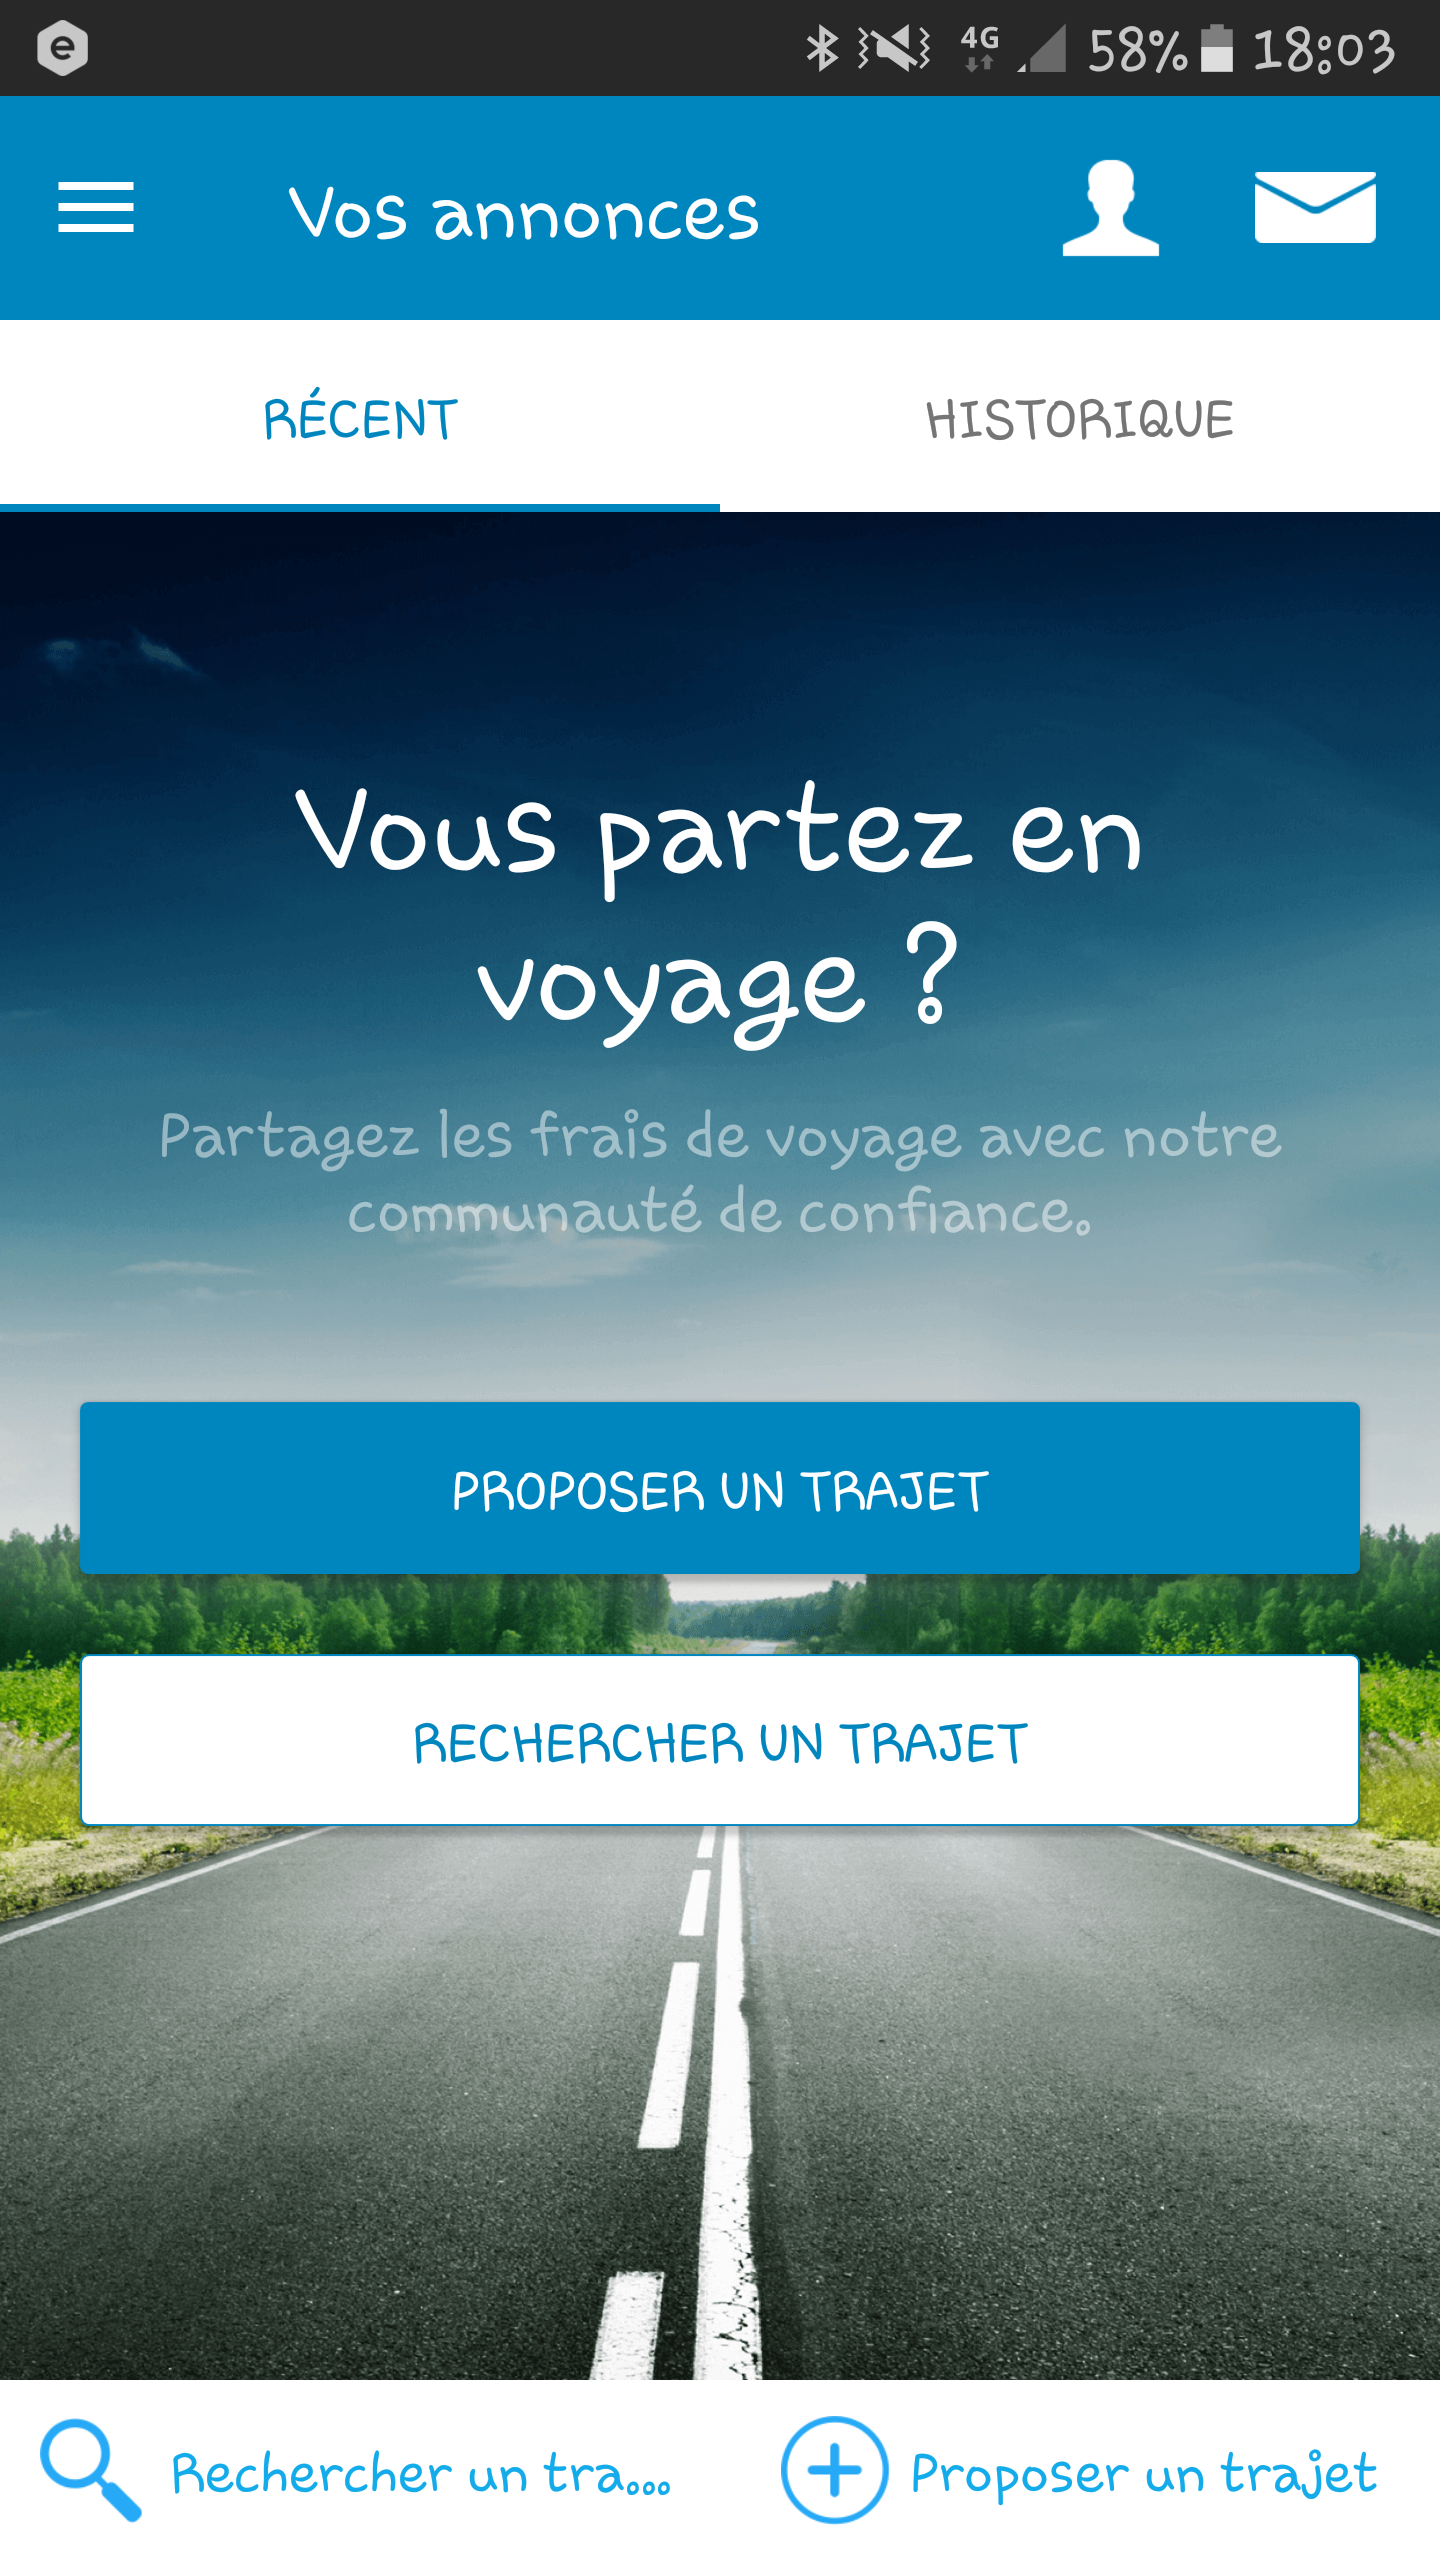 e
4G 58% 18:03
Vos annonces
RÉCENT
HISTORIQUE
Vous partez en
voyage ?
Partagez les frais de voyage avec notre
communauté de confiance.
PROPOSER UN TRAJET
RECHERCHER UN TRAJET
Rechercher un tra...
Proposer un trajet